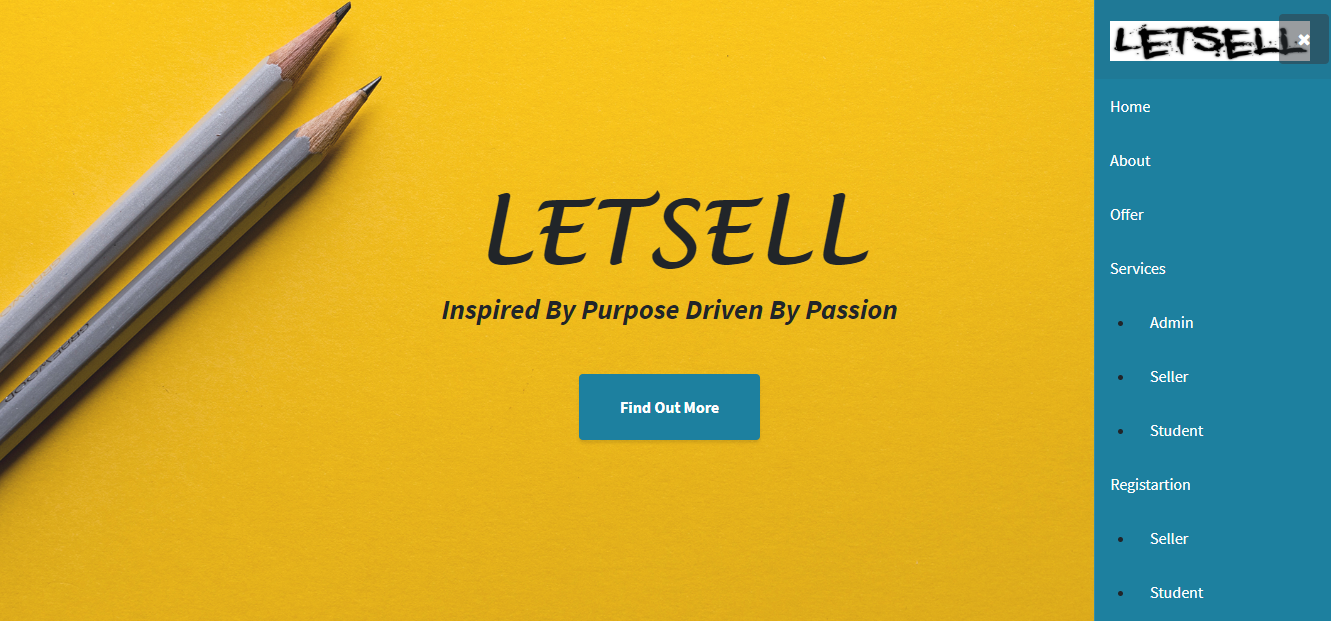 LETSELL
Inspired By Purpose Driven By Passion
Find Out More
LETSELL
Home
About
Offer
Services
Admin
Seller
Student
Registartion
Seller
Student